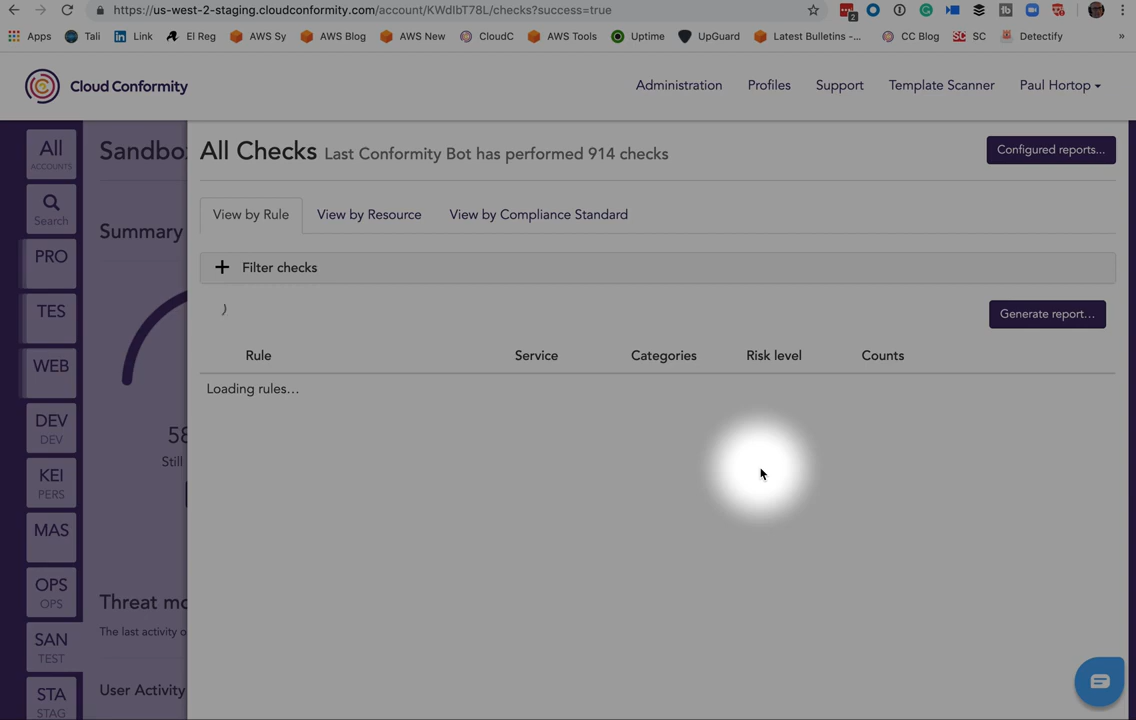 https://us-west-2-staging.cloudconformity.com/account/KWdIbT78L/checks?success=true
2
Apps
Tali
Link
El Reg
AWS Sy
AWS Blog
AWS New
CloudC
AWS Tools
Uptime
UpGuard
Latest Bulletins -...
CC Blog
SC SC
Detectify
»
Cloud Conformity
Administration
Profiles
Support
Template Scanner
Paul Hortop
All
ACCOUNTS
Search
PRO
TES
WEB
DEV
DEV
KEI
PERS
MAS
OPS
OPS
SAN
TEST
STA
STAG
Sandbo
Summary
58
Still
Threat mo
The last activity o
User Activity
All Checks Last Conformity Bot has performed 914 checks
Configured reports...
View by Rule
View by Resource
View by Compliance Standard
+ Filter checks
Generate report...
Rule
Service
Categories
Risk level
Counts
Loading rules...